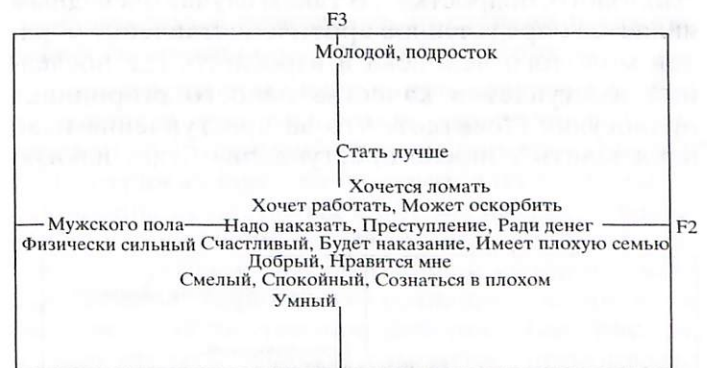 F3
Молодой, подросток
Стать лучше
Хочется ломать
Хочет работать, Может оскорбить
Мужского пола Надо наказать, Преступление, Ради денег F2
Физически сильный Счастливый, Будет наказание, Имеет плохую семью
Добрый, Нравится мне
Смелый, Спокойный, Сознаться в плохом
Умный